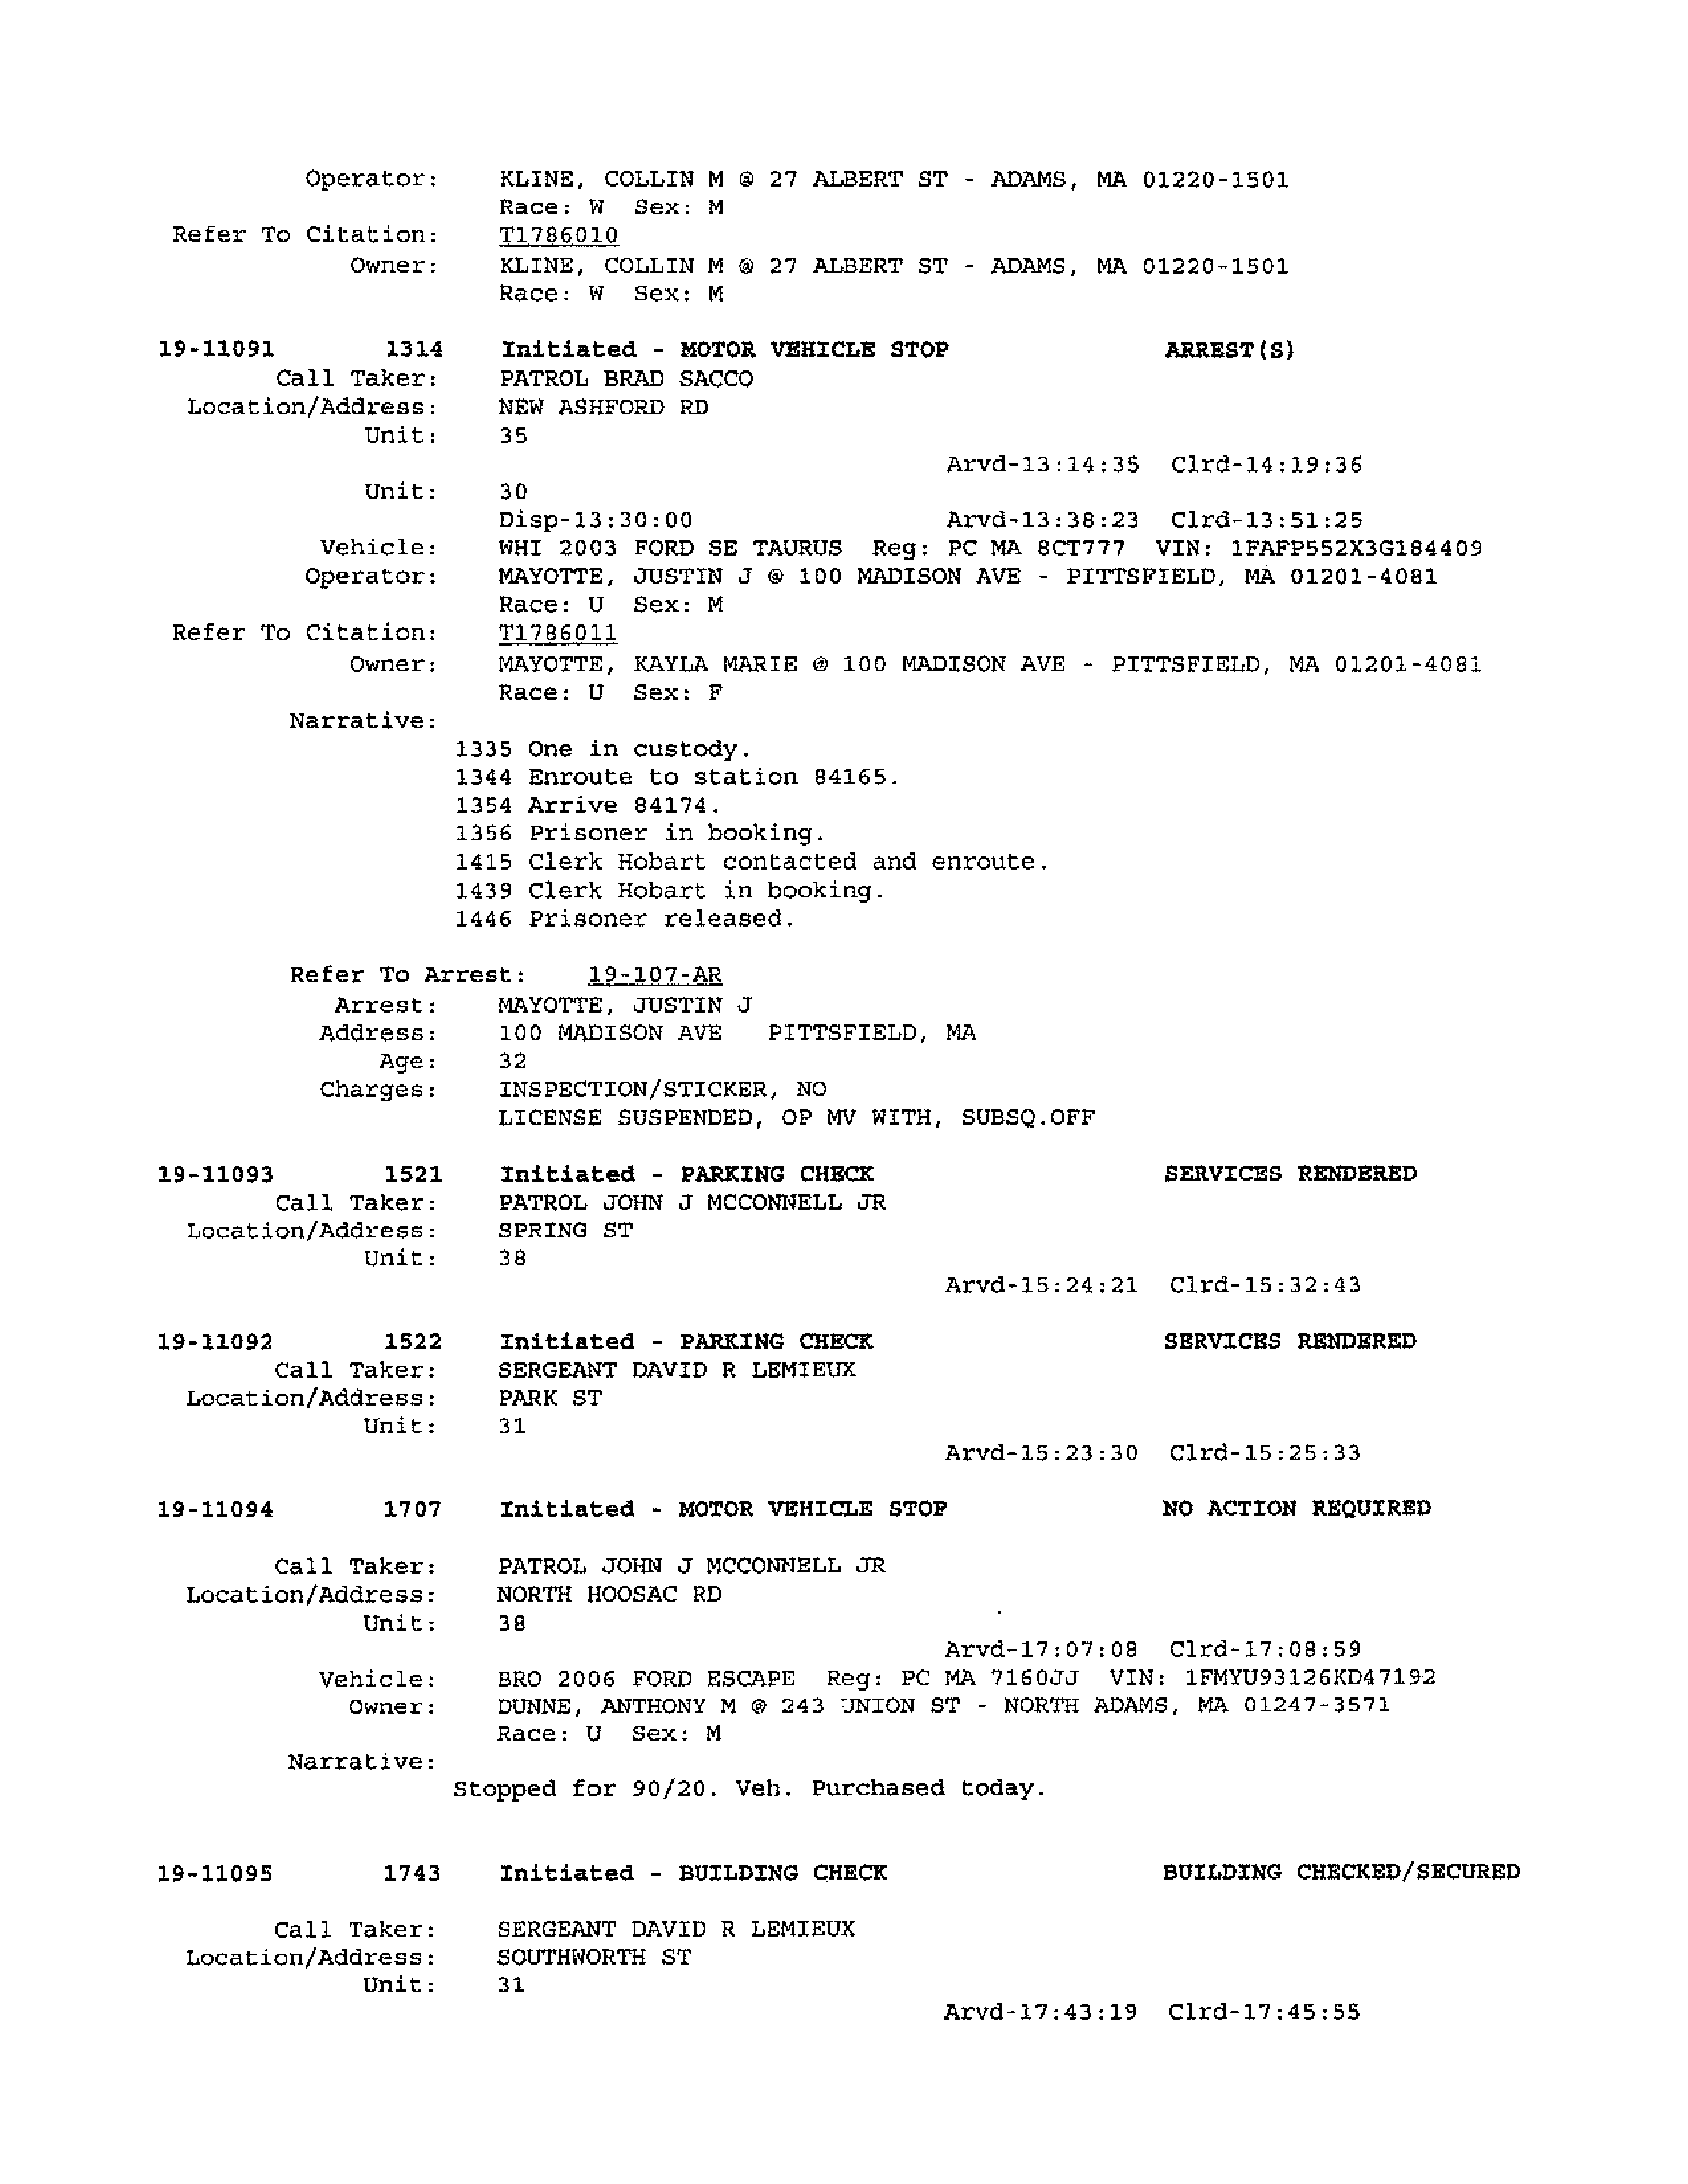 Operator: KLINE, COLLIN M @ 27 ALBERT ST - ADAMS, MA 01220-1501
Race: W Sex: M
Refer To Citation: T1786010
Owner: KLINE, COLLIN M @ 27 ALBERT ST - ADAMS, MA 01220-1501
Race: W Sex: M
19-11091 1314 Initiated - MOTOR VEHICLE STOP ARREST(S)
Call Taker: PATROL BRAD SACCO
Location/Address: NEW ASHFORD RD
Unit: 35
Arvd-13:14:35 Clrd-14:19:36
Unit: 30
Disp-13:30:00 Arvd-13:38:23 Clrd-13:51:25
Vehicle: WHI 2003 FORD SE TAURUS Reg: PC MA 8CT777 VIN: 1FAFP552X3G184409
Operator: MAYOTTE, JUSTIN J @ 100 MADISON AVE - PITTSFIELD, MA 01201-4081
Race: U Sex: M
Refer To Citation: T1786011
Owner: MAYOTTE, KAYLA MARIE @ 100 MADISON AVE - PITTSFIELD, MA 01201-4081
Race: U Sex: F
Narrative:
1335 One in custody.
1344 Enroute to station 84165.
1354 Arrive 84174.
1356 Prisoner in booking.
1415 Clerk Hobart contacted and enroute.
1439 Clerk Hobart in booking.
1446 Prisoner released.
Refer To Arrest: 19-107-AR
Arrest: MAYOTTE, JUSTIN J
Address: 100 MADISON AVE PITTSFIELD, MA
Age: 32
Charges: INSPECTION/STICKER, NO
LICENSE SUSPENDED, OP MV WITH, SUBSQ.OFF
19-11093 1521 Initiated - PARKING CHECK SERVICES RENDERED
Call Taker: PATROL JOHN J MCCONNELL JR
Location/Address: SPRING ST
Unit: 38
Arvd-15:24:21 Clrd-15:32:43
19-11092 1522 Initiated - PARKING CHECK SERVICES RENDERED
Call Taker: SERGEANT DAVID R LEMIEUX
Location/Address: PARK ST
Unit: 31
Arvd-15:23:30 Clrd-15:25:33
19-11094 1707 Initiated - MOTOR VEHICLE STOP NO ACTION REQUIRED
Call Taker: PATROL JOHN J MCCONNELL JR
Location/Address: NORTH HOOSAC RD
Unit: 38
Arvd-17:07:08 Clrd-17:08:59
Vehicle: BRO 2006 FORD ESCAPE Reg: PC MA 7160JJ VIN: 1FMYU93126KD47192
Owner: DUNNE, ANTHONY M @ 243 UNION ST - NORTH ADAMS, MA 01247-3571
Race: U Sex: M
Narrative:
Stopped for 90/20. Veh. Purchased today.
19-11095 1743 Initiated - BUILDING CHECK BUILDING CHECKED/SECURED
Call Taker: SERGEANT DAVID R LEMIEUX
Location/Address: SOUTHWORTH ST
Unit: 31
Arvd-17:43:19 Clrd-17:45:55